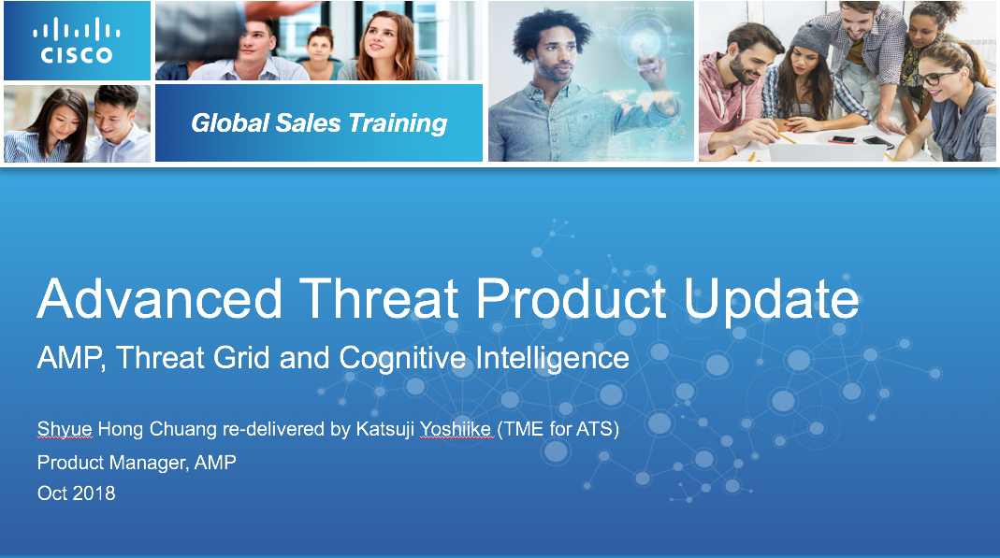 CISCO
Global Sales Training
Advanced Threat Product Update
AMP, Threat Grid and Cognitive Intelligence
Shyue Hong Chuang re-delivered by Katsuji Yoshiike (TME for ATS)
Product Manager, AMP
Oct 2018